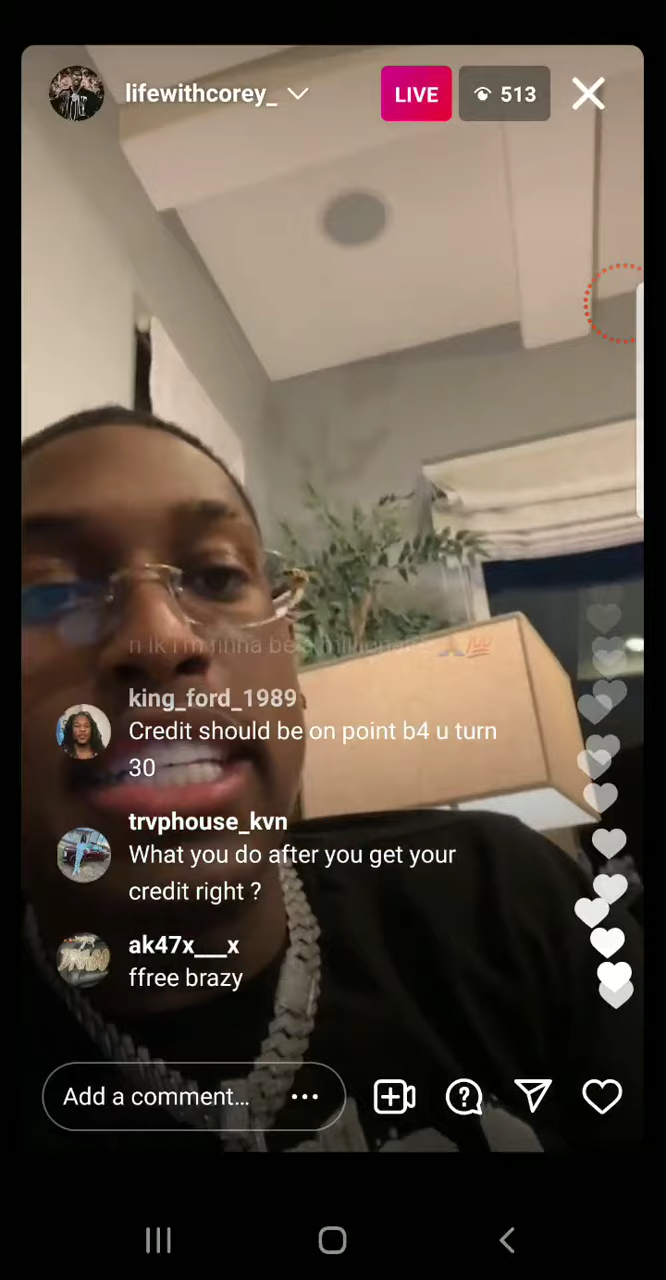 lifewithcorey_
LIVE
513
king_ford_1989
Credit should be on point b4 u turn
30
trvphouse_kvn
What you do after you get your
credit right ?
ak47x___x
ffree brazy
Add a comment...